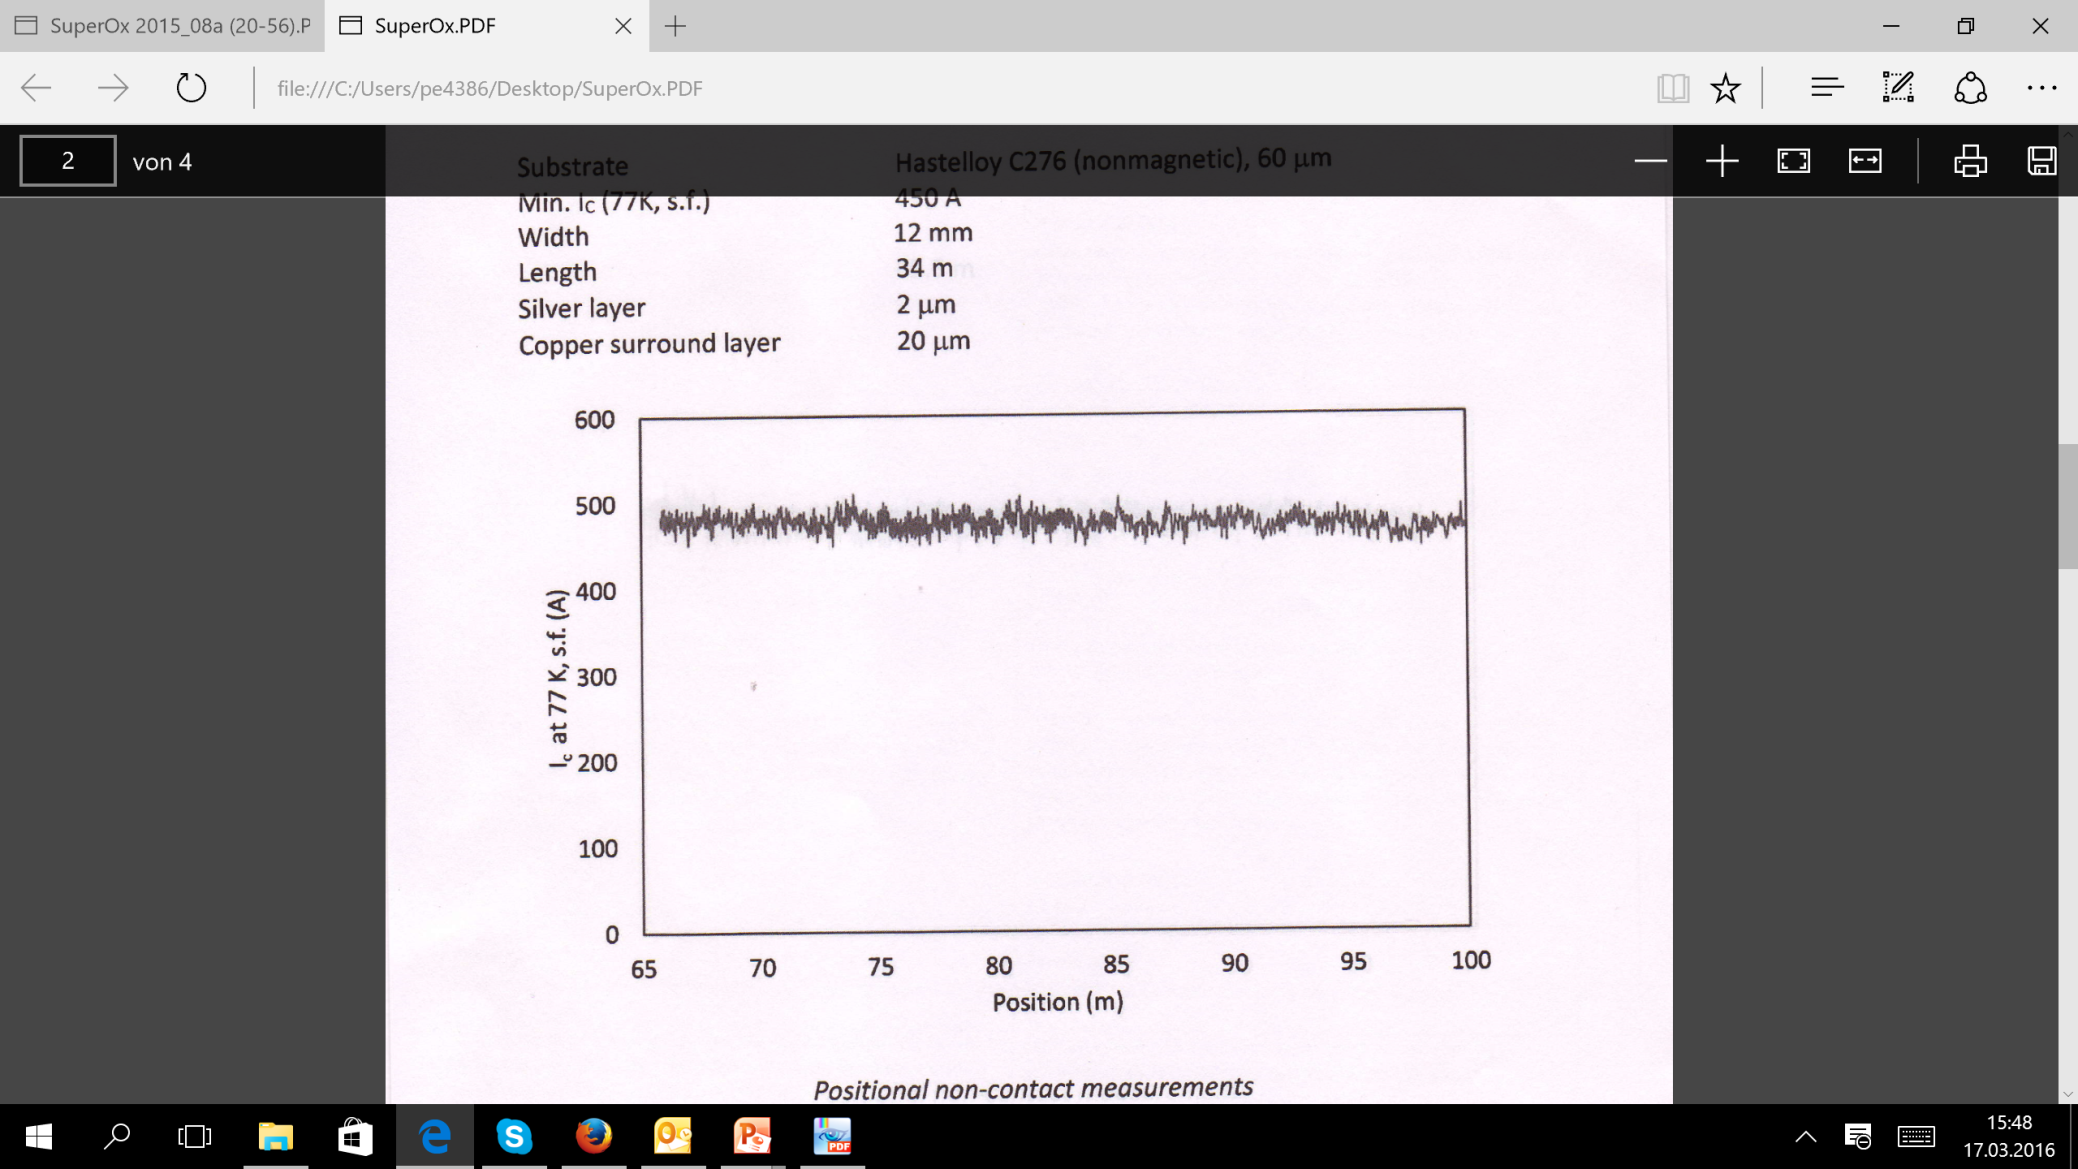 SuperOx 2015_08a (20-56).P
SuperOx.PDF
file:///C:/Users/pe4386/Desktop/SuperOx.PDF
2 von 4
Substrate Hastelloy C276 (nonmagnetic), 60 µm
Min. Ic (77K, s.f.) 450 A
Width 12 mm
Length 34 m
Silver layer 2 µm
Copper surround layer 20 µm
600
500
400
300
200
100
0
Ic at 77 K, s.f. (A)
65 70 75 80 85 90 95 100
Position (m)
Positional non-contact measurements
15:48
17.03.2016